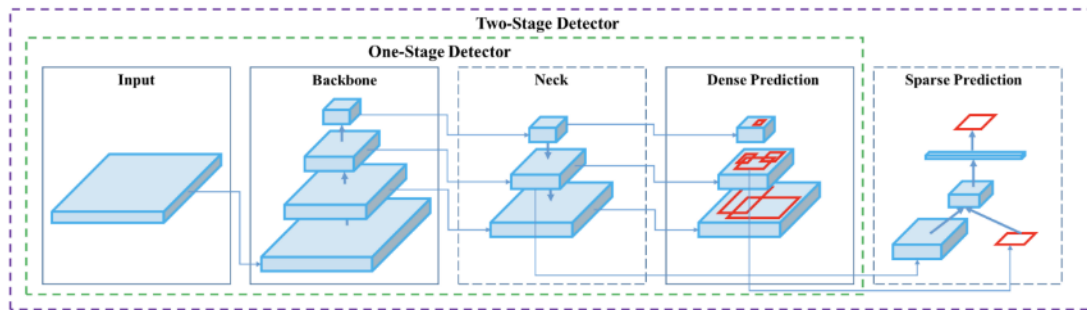 Two-Stage Detector
One-Stage Detector
Input
Backbone
Neck
Dense Prediction
Sparse Prediction